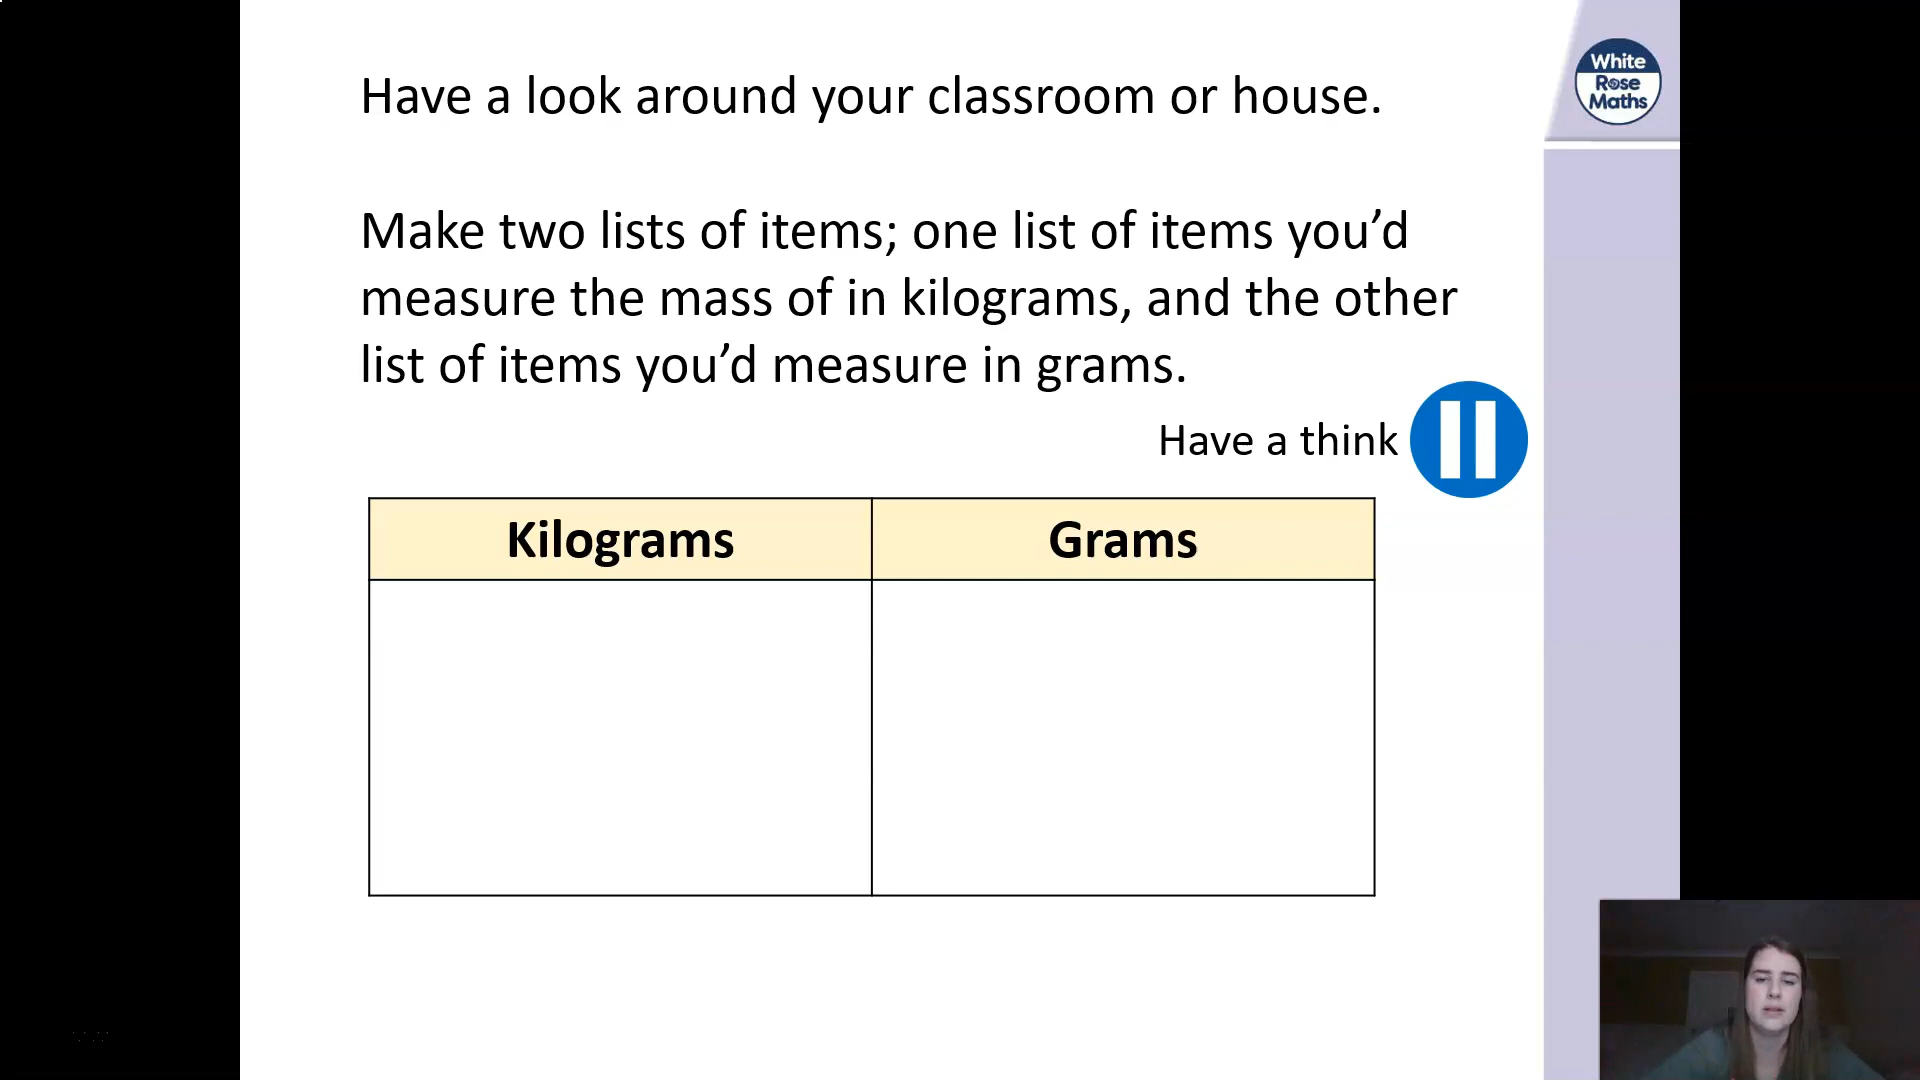 Have a look around your classroom or house.
White
Rose
Maths
Make two lists of items; one list of items you’d
measure the mass of in kilograms, and the other
list of items you’d measure in grams.
Have a think
Kilograms
Grams